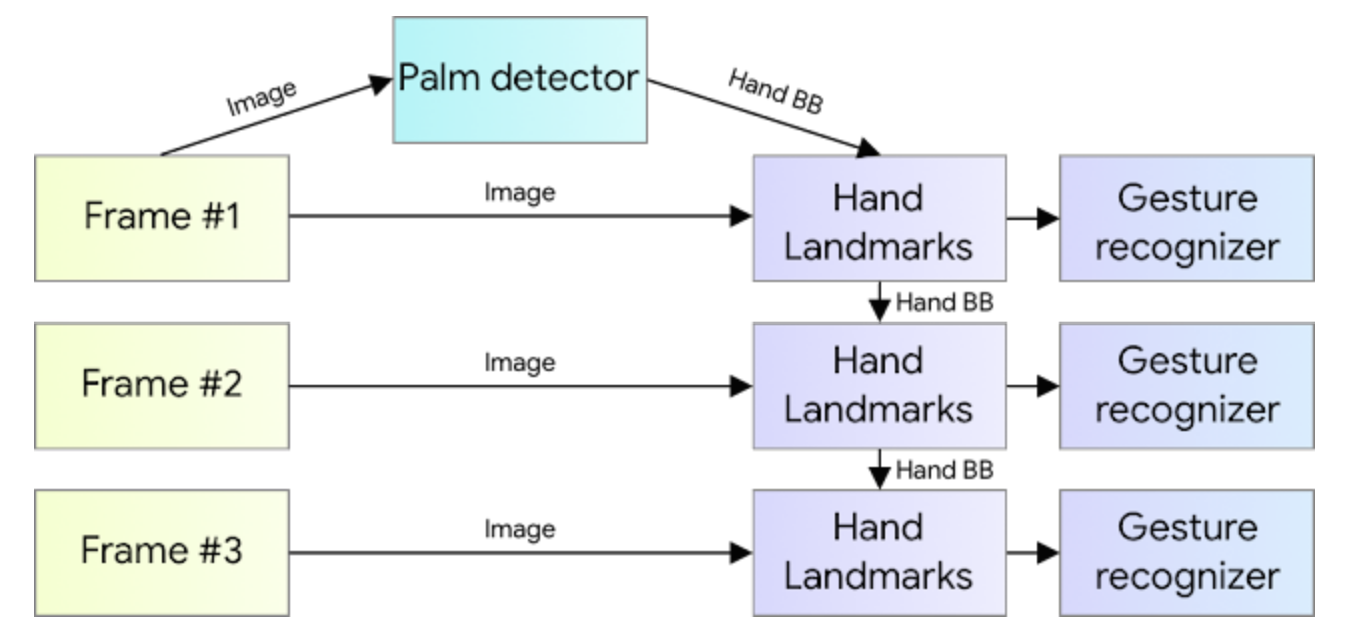 Palm detector
Image
Hand BB
Frame #1
Image
Hand
Landmarks
Gesture
recognizer
Hand BB
Frame #2
Image
Hand
Landmarks
Gesture
recognizer
Hand BB
Frame #3
Image
Hand
Landmarks
Gesture
recognizer